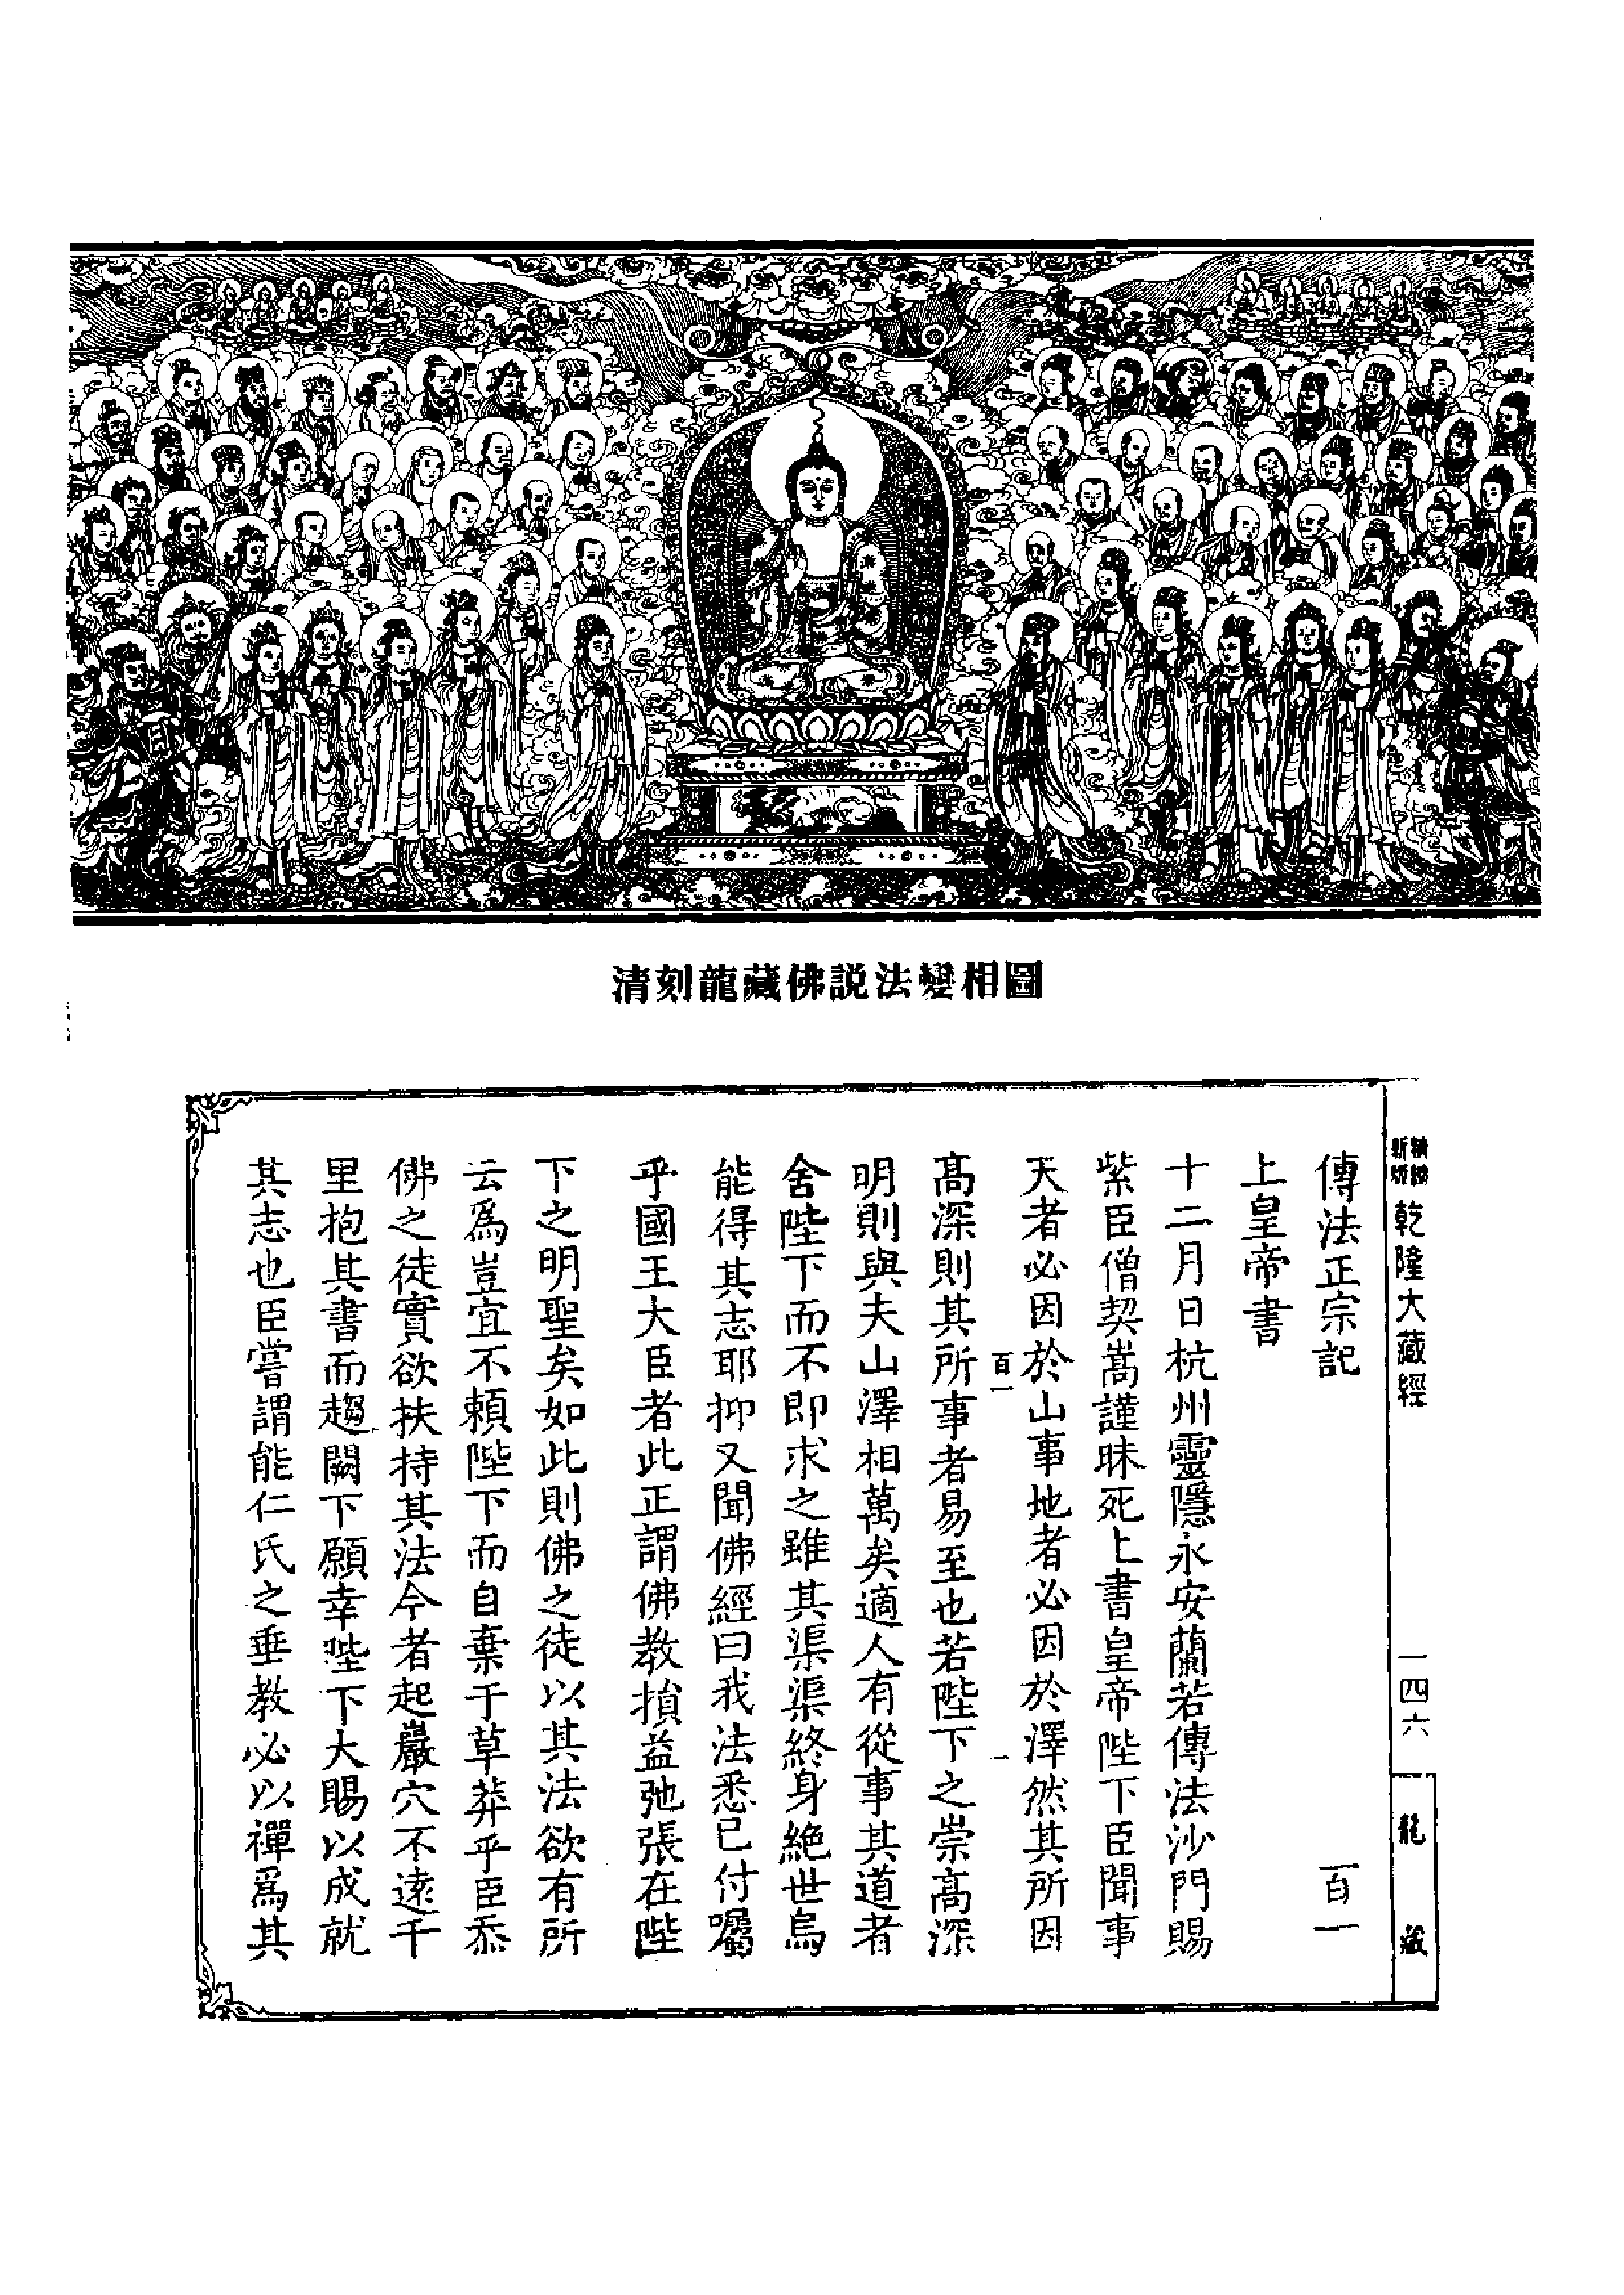 清刻龍藏佛説法變相圖
乾隆大藏經
一四六
龍藏
傳法正宗記 百一
上皇帝書
十二月日杭州靈隱永安蘭若傳法沙門賜
紫臣僧契嵩謹昧死上書皇帝陛下臣聞事
天者必因於山事地者必因於澤然其所因
百一 一
高深則其所事者易至也若陛下之崇高深
明則與夫山澤相萬矣適人有從事其道者
舍陛下而不即求之雖其渠渠終身絕世烏
能得其志耶抑又聞佛經曰我法悉已付囑
乎國王大臣者此正謂佛教損益弛張在陛
下之明聖矣如此則佛之徒以其法欲有所
云爲豈宜不賴陛下而自棄于草莽乎臣忝
佛之徒實欲扶持其法今者起巖穴不遠千
里抱其書而趨闕下願幸陛下大賜以成就
其志也臣嘗謂能仁氏之垂教必以禪爲其